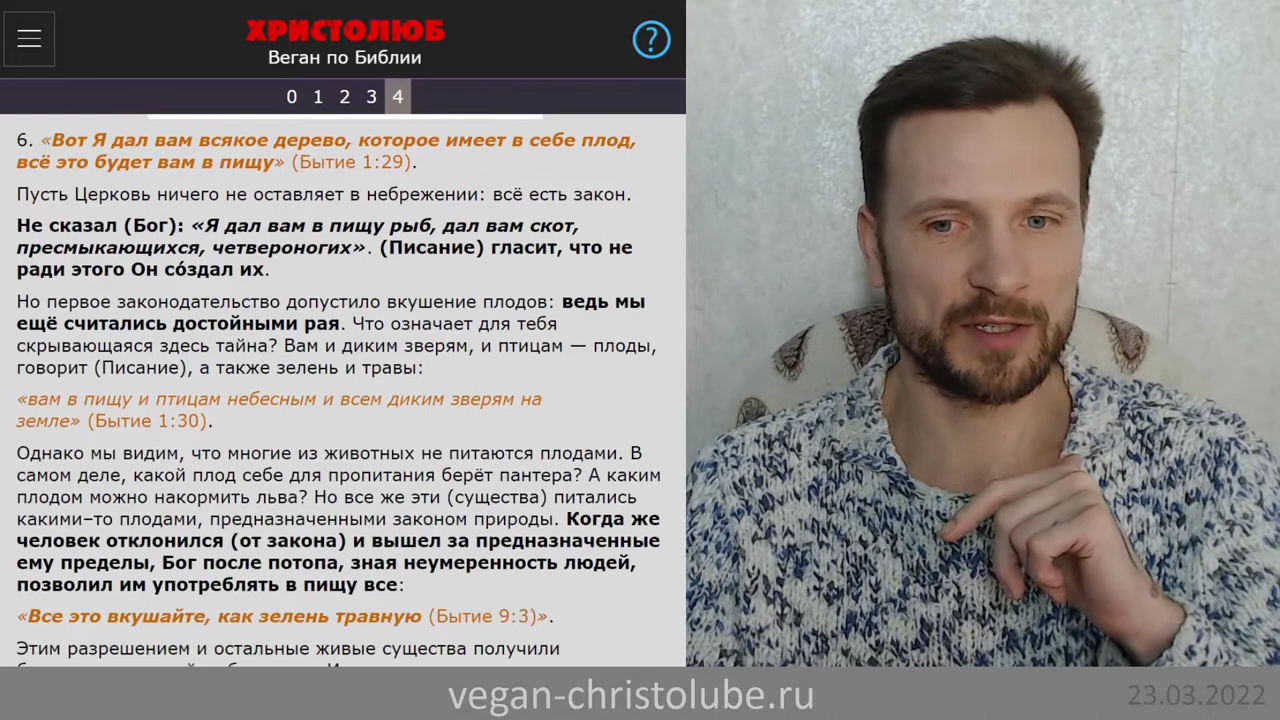 ХРИСТОЛЮБ
Веган по Библии
?
0 1 2 3 4
6. «Вот Я дал вам всякое дерево, которое имеет в себе плод,
всё это будет вам в пищу» (Бытие 1:29).
Пусть Церковь ничего не оставляет в небрежении: всё есть закон.
Не сказал (Бог): «Я дал вам в пищу рыб, дал вам скот,
пресмыкающихся, четвероногих». (Писание) гласит, что не
ради этого Он со́здал их.
Но первое законодательство допустило вкушение плодов: ведь мы
ещё считались достойными рая. Что означает для тебя
скрывающаяся здесь тайна? Вам и диким зверям, и птицам — плоды,
говорит (Писание), а также зелень и травы:
«вам в пищу и птицам небесным и всем диким зверям на
земле» (Бытие 1:30).
Однако мы видим, что многие из животных не питаются плодами. В
самом деле, какой плод себе для пропитания берёт пантера? А каким
плодом можно накормить льва? Но все же эти (существа) питались
какими–то плодами, предназначенными законом природы. Когда же
человек отклонился (от закона) и вышел за предназначенные
ему пределы, Бог после потопа, зная неумеренность людей,
позволил им употреблять в пищу все:
«Все это вкушайте, как зелень травную (Бытие 9:3)».
Этим разрешением и остальные живые существа получили
vegan-christolube.ru
23.03.2022